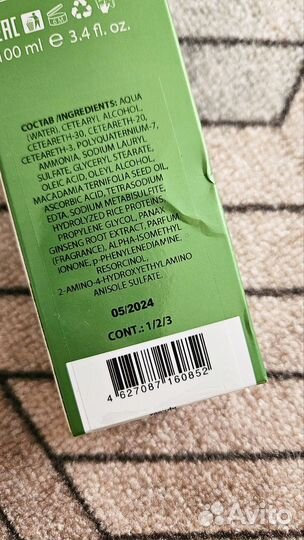 ЕАС
100 ml ℮ 3.4 fl. oz.
СОСТАВ /INGREDIENTS: AQUA
(WATER), CETEARYL ALCOHOL,
CETEARETH-30, CETEARETH-20,
CETEARETH-3, POLYQUATERNIUM-7,
AMMONIA, SODIUM LAURYL
SULFATE, GLYCERYL STEARATE,
OLEIC ACID, OLEYL ALCOHOL,
MACADAMIA TERNIFOLIA SEED OIL,
ASCORBIC ACID, TETRASODIUM
EDTA, SODIUM METABISULFITE,
HYDROLYZED RICE PROTEINS,
PROPYLENE GLYCOL, PANAX
GINSENG ROOT EXTRACT, PARFUM
(FRAGRANCE), ALPHA-ISOMETHYL
IONONE, p-PHENYLENEDIAMINE,
RESORCINOL,
2-AMINO-4-HYDROXYETHYLAMINO
ANISOLE SULFATE.
05/2024
CONT.: 1/2/3
4 627087 160852
Avito